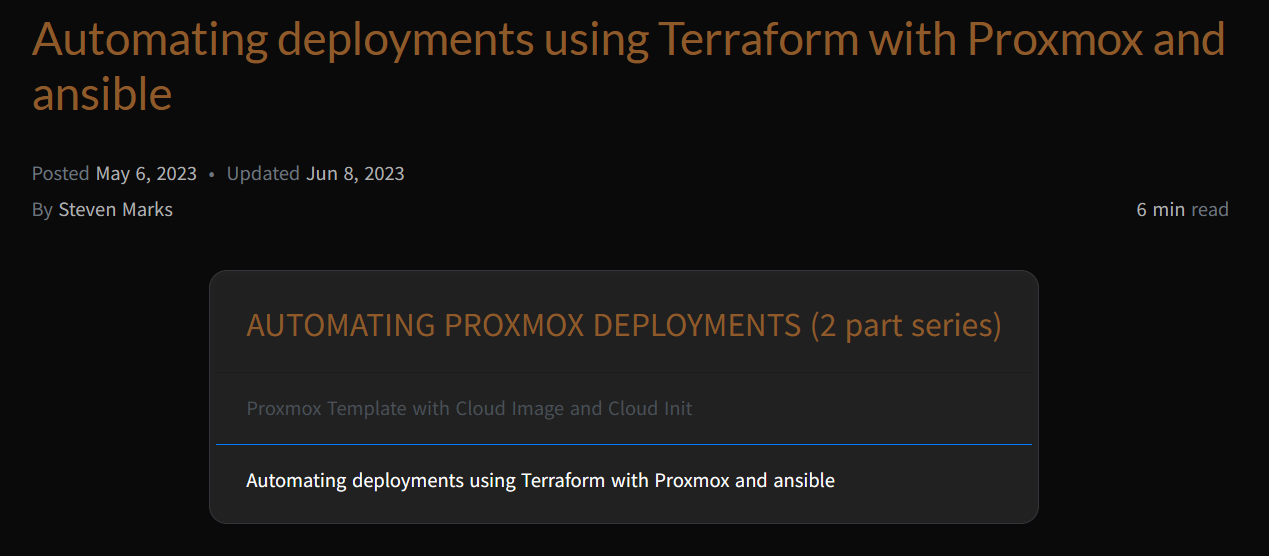 Automating deployments using Terraform with Proxmox and
ansible
Posted May 6, 2023 • Updated Jun 8, 2023
By Steven Marks
6 min read
AUTOMATING PROXMOX DEPLOYMENTS (2 part series)
Proxmox Template with Cloud Image and Cloud Init
Automating deployments using Terraform with Proxmox and ansible